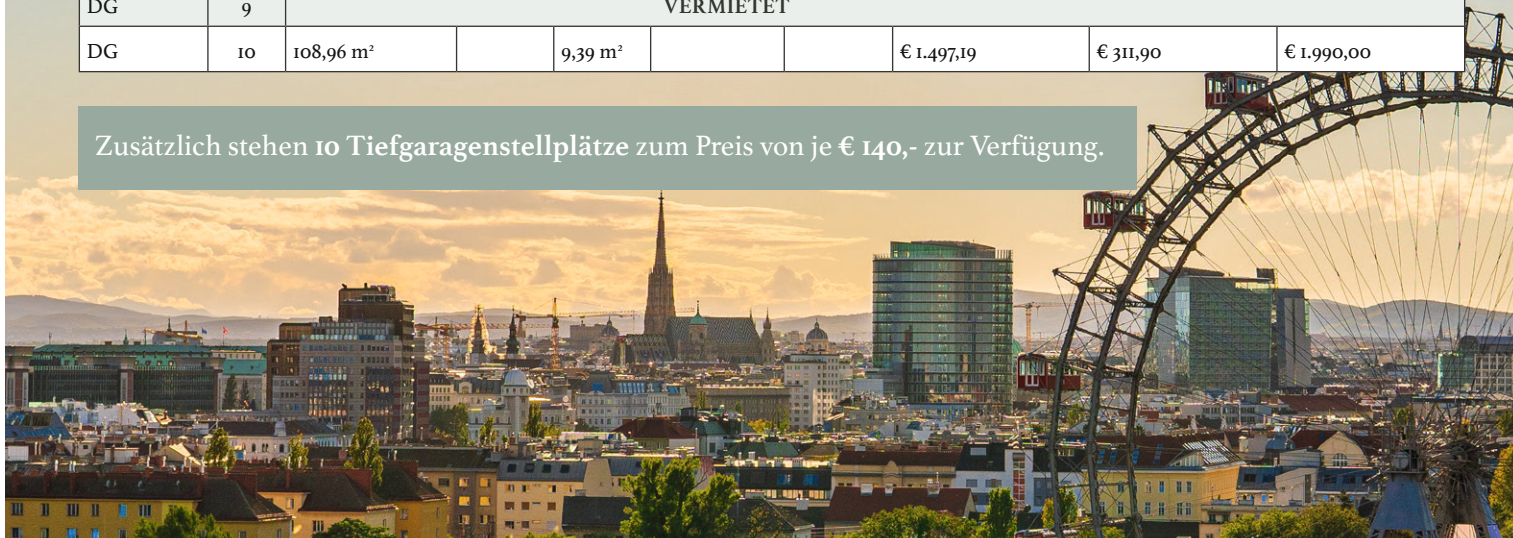 DG 9 VERMIETET
DG 10 108,96 m² 9,39 m² € 1.497,19 € 311,90 € 1.990,00
Zusätzlich stehen 10 Tiefgaragenstellplätze zum Preis von je € 140,- zur Verfügung.